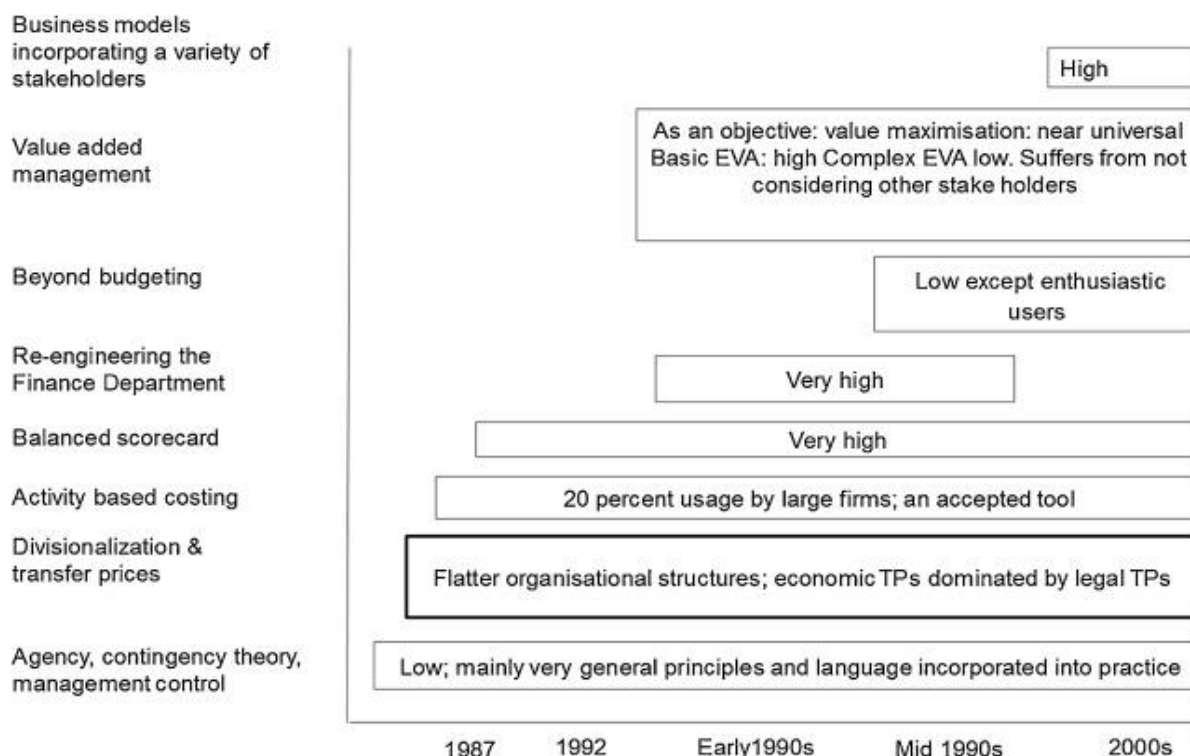 Business models
incorporating a variety of
stakeholders
High
Value added
management
As an objective: value maximisation: near universal
Basic EVA: high Complex EVA low. Suffers from not
considering other stake holders
Beyond budgeting
Low except enthusiastic
users
Re-engineering the
Finance Department
Very high
Balanced scorecard
Very high
Activity based costing
20 percent usage by large firms; an accepted tool
Divisionalization &
transfer prices
Flatter organisational structures; economic TPs dominated by legal TPs
Agency, contingency theory,
management control
Low; mainly very general principles and language incorporated into practice
1987 1992 Early1990s Mid 1990s 2000s